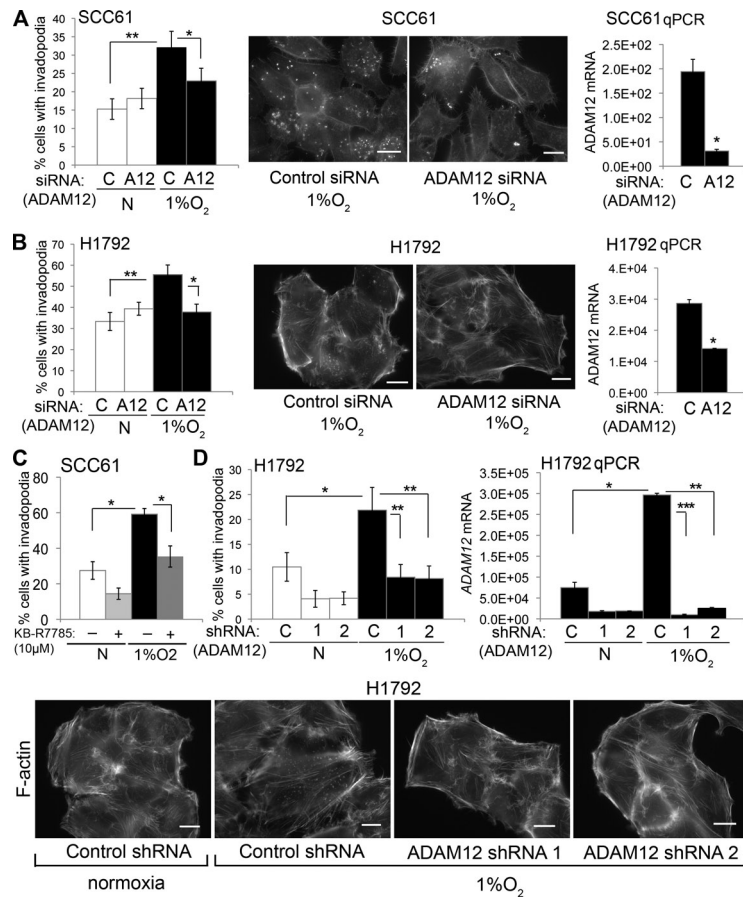 A
SCC61
% cells with invadopodia
40
35
30
25
20
15
10
5
0
**
*
siRNA: C A12 C A12
(ADAM12) N 1%O2
SCC61
Control siRNA
1%O2
ADAM12 siRNA
1%O2
SCC61 qPCR
ADAM12 mRNA
2.5E+02
2.0E+02
1.5E+02
1.0E+02
5.0E+01
0.0E+00
*
siRNA: C A12
(ADAM12)
B
H1792
% cells with invadopodia
70
60
50
40
30
20
10
0
**
*
siRNA: C A12 C A12
(ADAM12) N 1%O2
H1792
Control siRNA
1%O2
ADAM12 siRNA
1%O2
H1792 qPCR
ADAM12 mRNA
4.E+04
3.E+04
2.E+04
1.E+04
0.E+00
*
siRNA: C A12
(ADAM12)
C
SCC61
% cells with invadopodia
80
60
40
20
0
*
*
KB-R7785: – + – +
(10µM) N 1%O2
D
H1792
% cells with invadopodia
30
25
20
15
10
5
0
*
**
**
shRNA: C 1 2 C 1 2
(ADAM12) N 1%O2
H1792 qPCR
ADAM12 mRNA
3.5E+05
3.0E+05
2.5E+05
2.0E+05
1.5E+05
1.0E+05
5.0E+04
0.0E+00
*
**
***
shRNA: C 1 2 C 1 2
(ADAM12) N 1%O2
H1792
F-actin
Control shRNA
Control shRNA
ADAM12 shRNA 1
ADAM12 shRNA 2
normoxia
1%O2